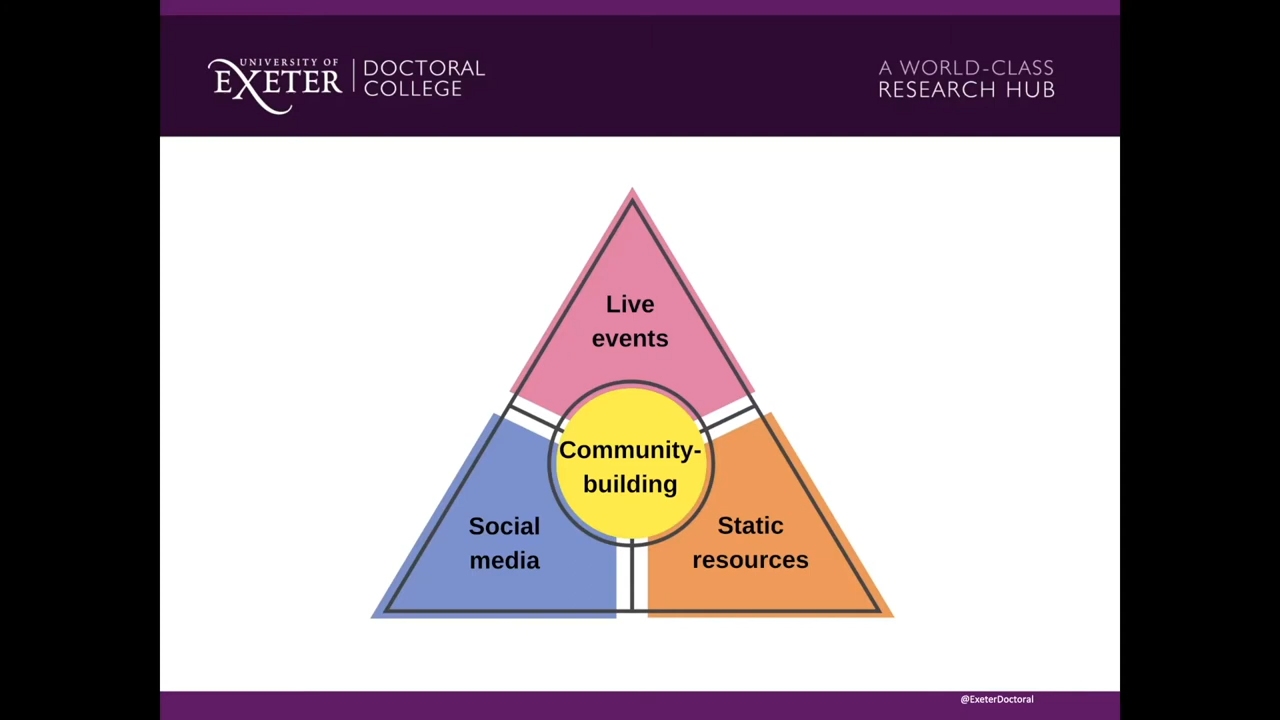 UNIVERSITY OF
EXETER
DOCTORAL
COLLEGE
A WORLD-CLASS
RESEARCH HUB
Live
events
Community-
building
Social
media
Static
resources
@ExeterDoctoral